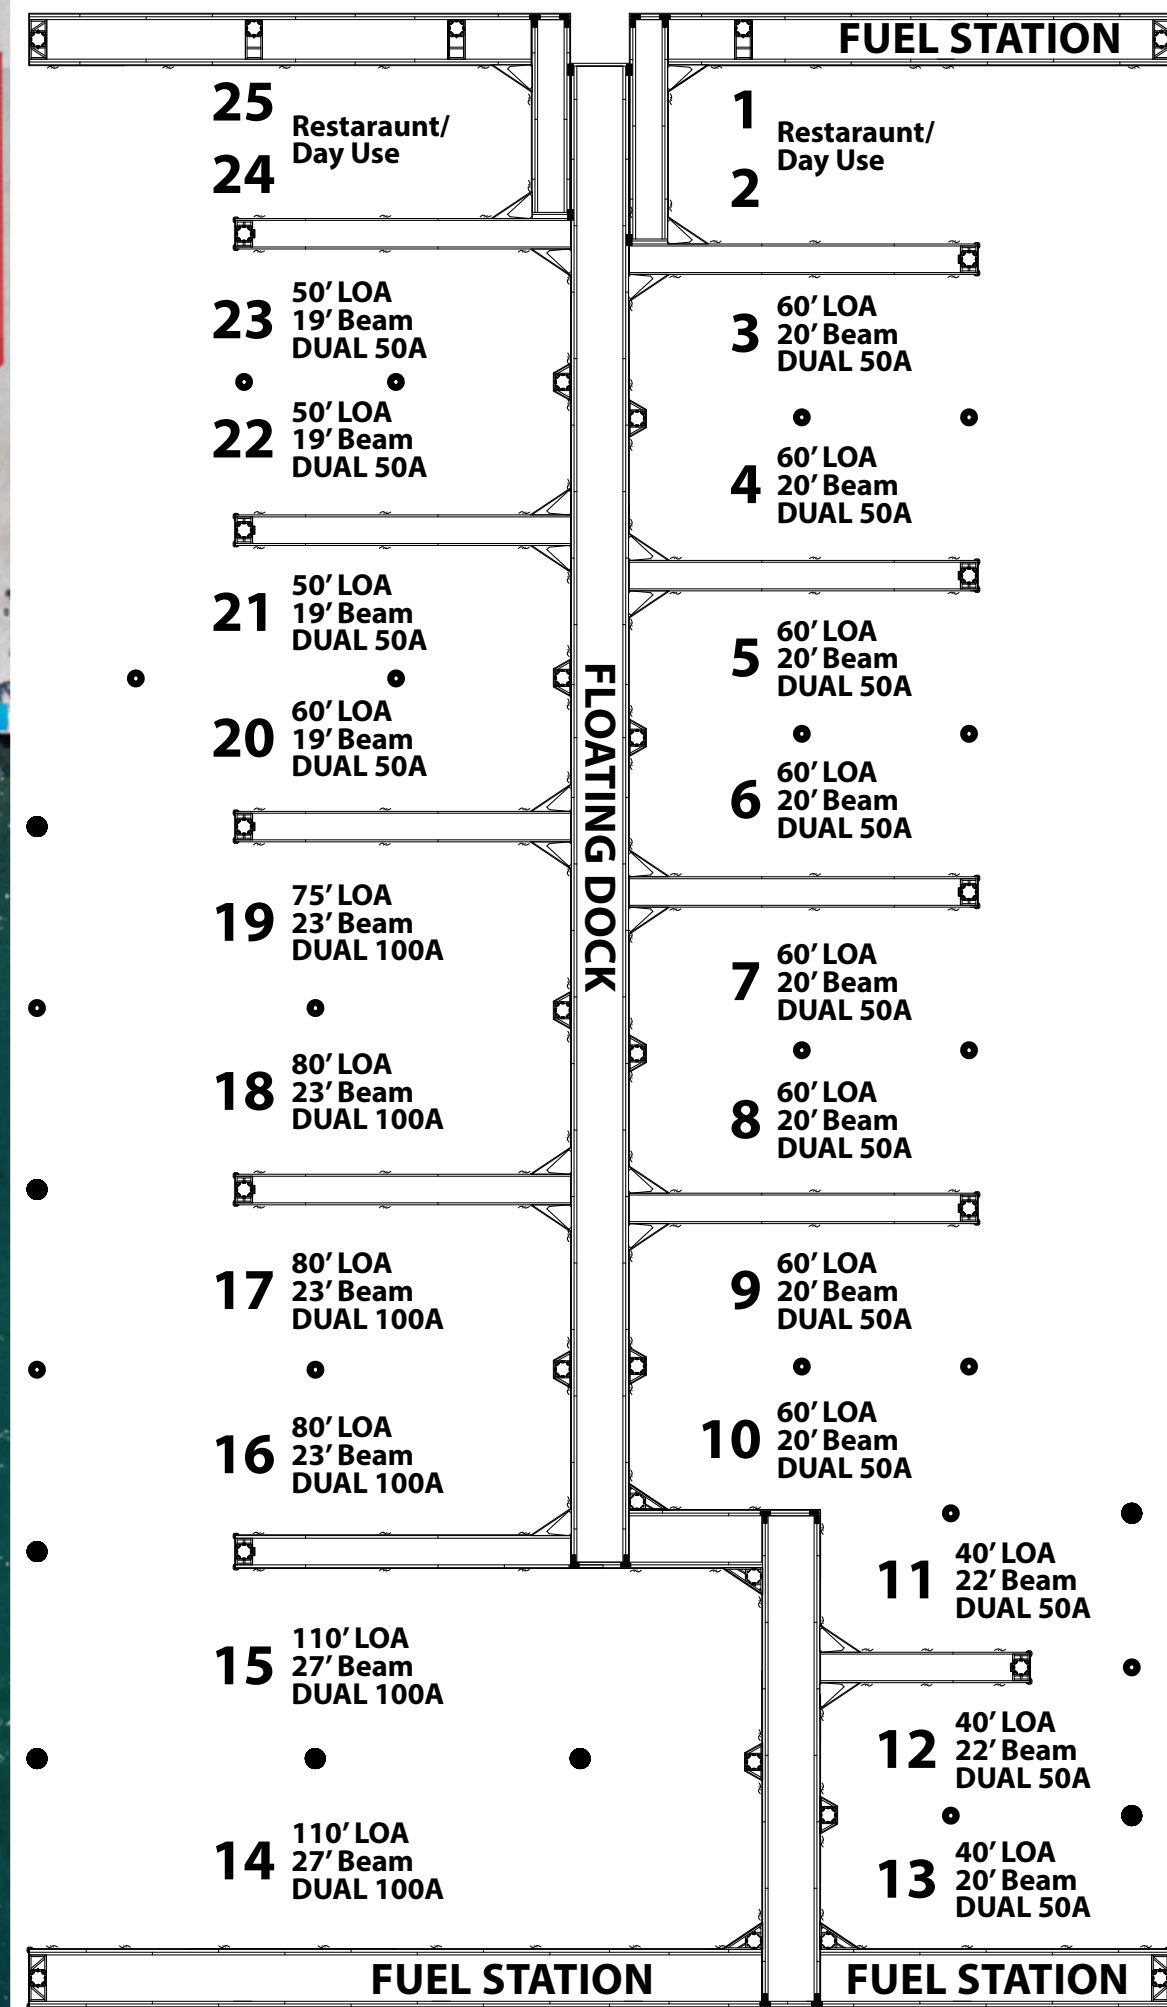 FUEL STATION
25
Restaraunt/
Day Use
24
1
Restaraunt/
Day Use
2
23
50' LOA
19' Beam
DUAL 50A
3
60' LOA
20' Beam
DUAL 50A
22
50' LOA
19' Beam
DUAL 50A
4
60' LOA
20' Beam
DUAL 50A
21
50' LOA
19' Beam
DUAL 50A
5
60' LOA
20' Beam
DUAL 50A
20
60' LOA
19' Beam
DUAL 50A
FLOATING DOCK
6
60' LOA
20' Beam
DUAL 50A
19
75' LOA
23' Beam
DUAL 100A
7
60' LOA
20' Beam
DUAL 50A
18
80' LOA
23' Beam
DUAL 100A
8
60' LOA
20' Beam
DUAL 50A
17
80' LOA
23' Beam
DUAL 100A
9
60' LOA
20' Beam
DUAL 50A
16
80' LOA
23' Beam
DUAL 100A
10
60' LOA
20' Beam
DUAL 50A
11
40' LOA
22' Beam
DUAL 50A
15
110' LOA
27' Beam
DUAL 100A
12
40' LOA
22' Beam
DUAL 50A
14
110' LOA
27' Beam
DUAL 100A
13
40' LOA
20' Beam
DUAL 50A
FUEL STATION
FUEL STATION